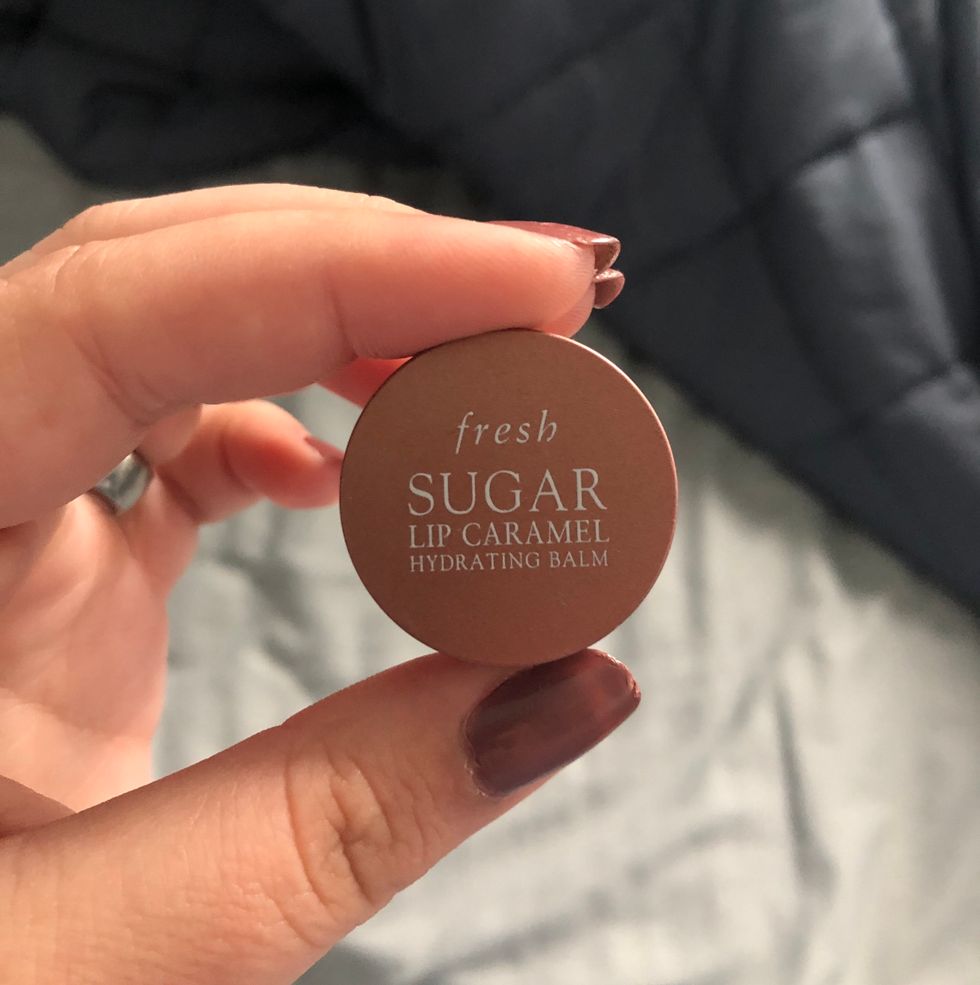 fresh
SUGAR
LIP CARAMEL
HYDRATING BALM